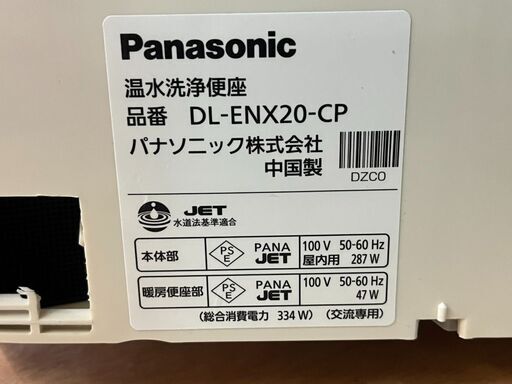 Panasonic
温水洗浄便座
品番 DL-ENX20-CP
パナソニック株式会社
中国製
DZCO
JET
水道法基準適合
本体部 PS E PANA JET 100 V 50-60 Hz 屋内用 287 W
暖房便座部 PS E PANA JET 100 V 50-60 Hz 47 W
(総合消費電力 334 W) (交流専用)